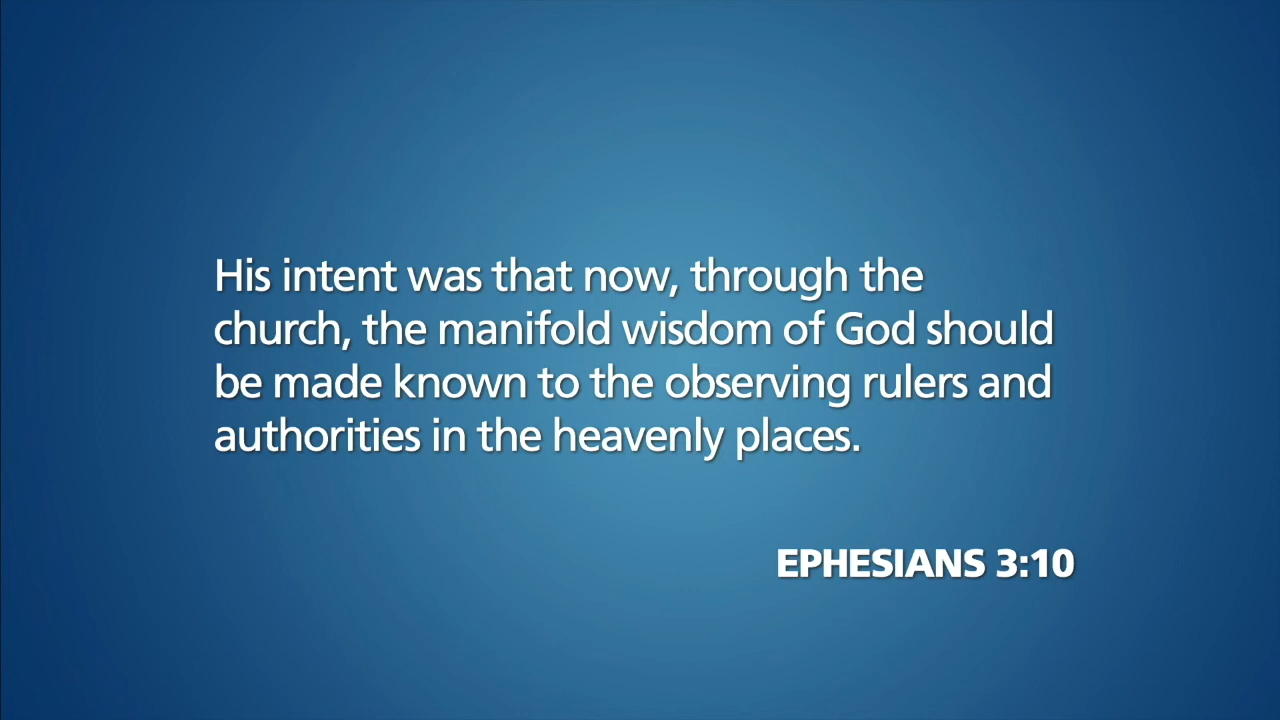 His intent was that now, through the
church, the manifold wisdom of God should
be made known to the observing rulers and
authorities in the heavenly places.
EPHESIANS 3:10